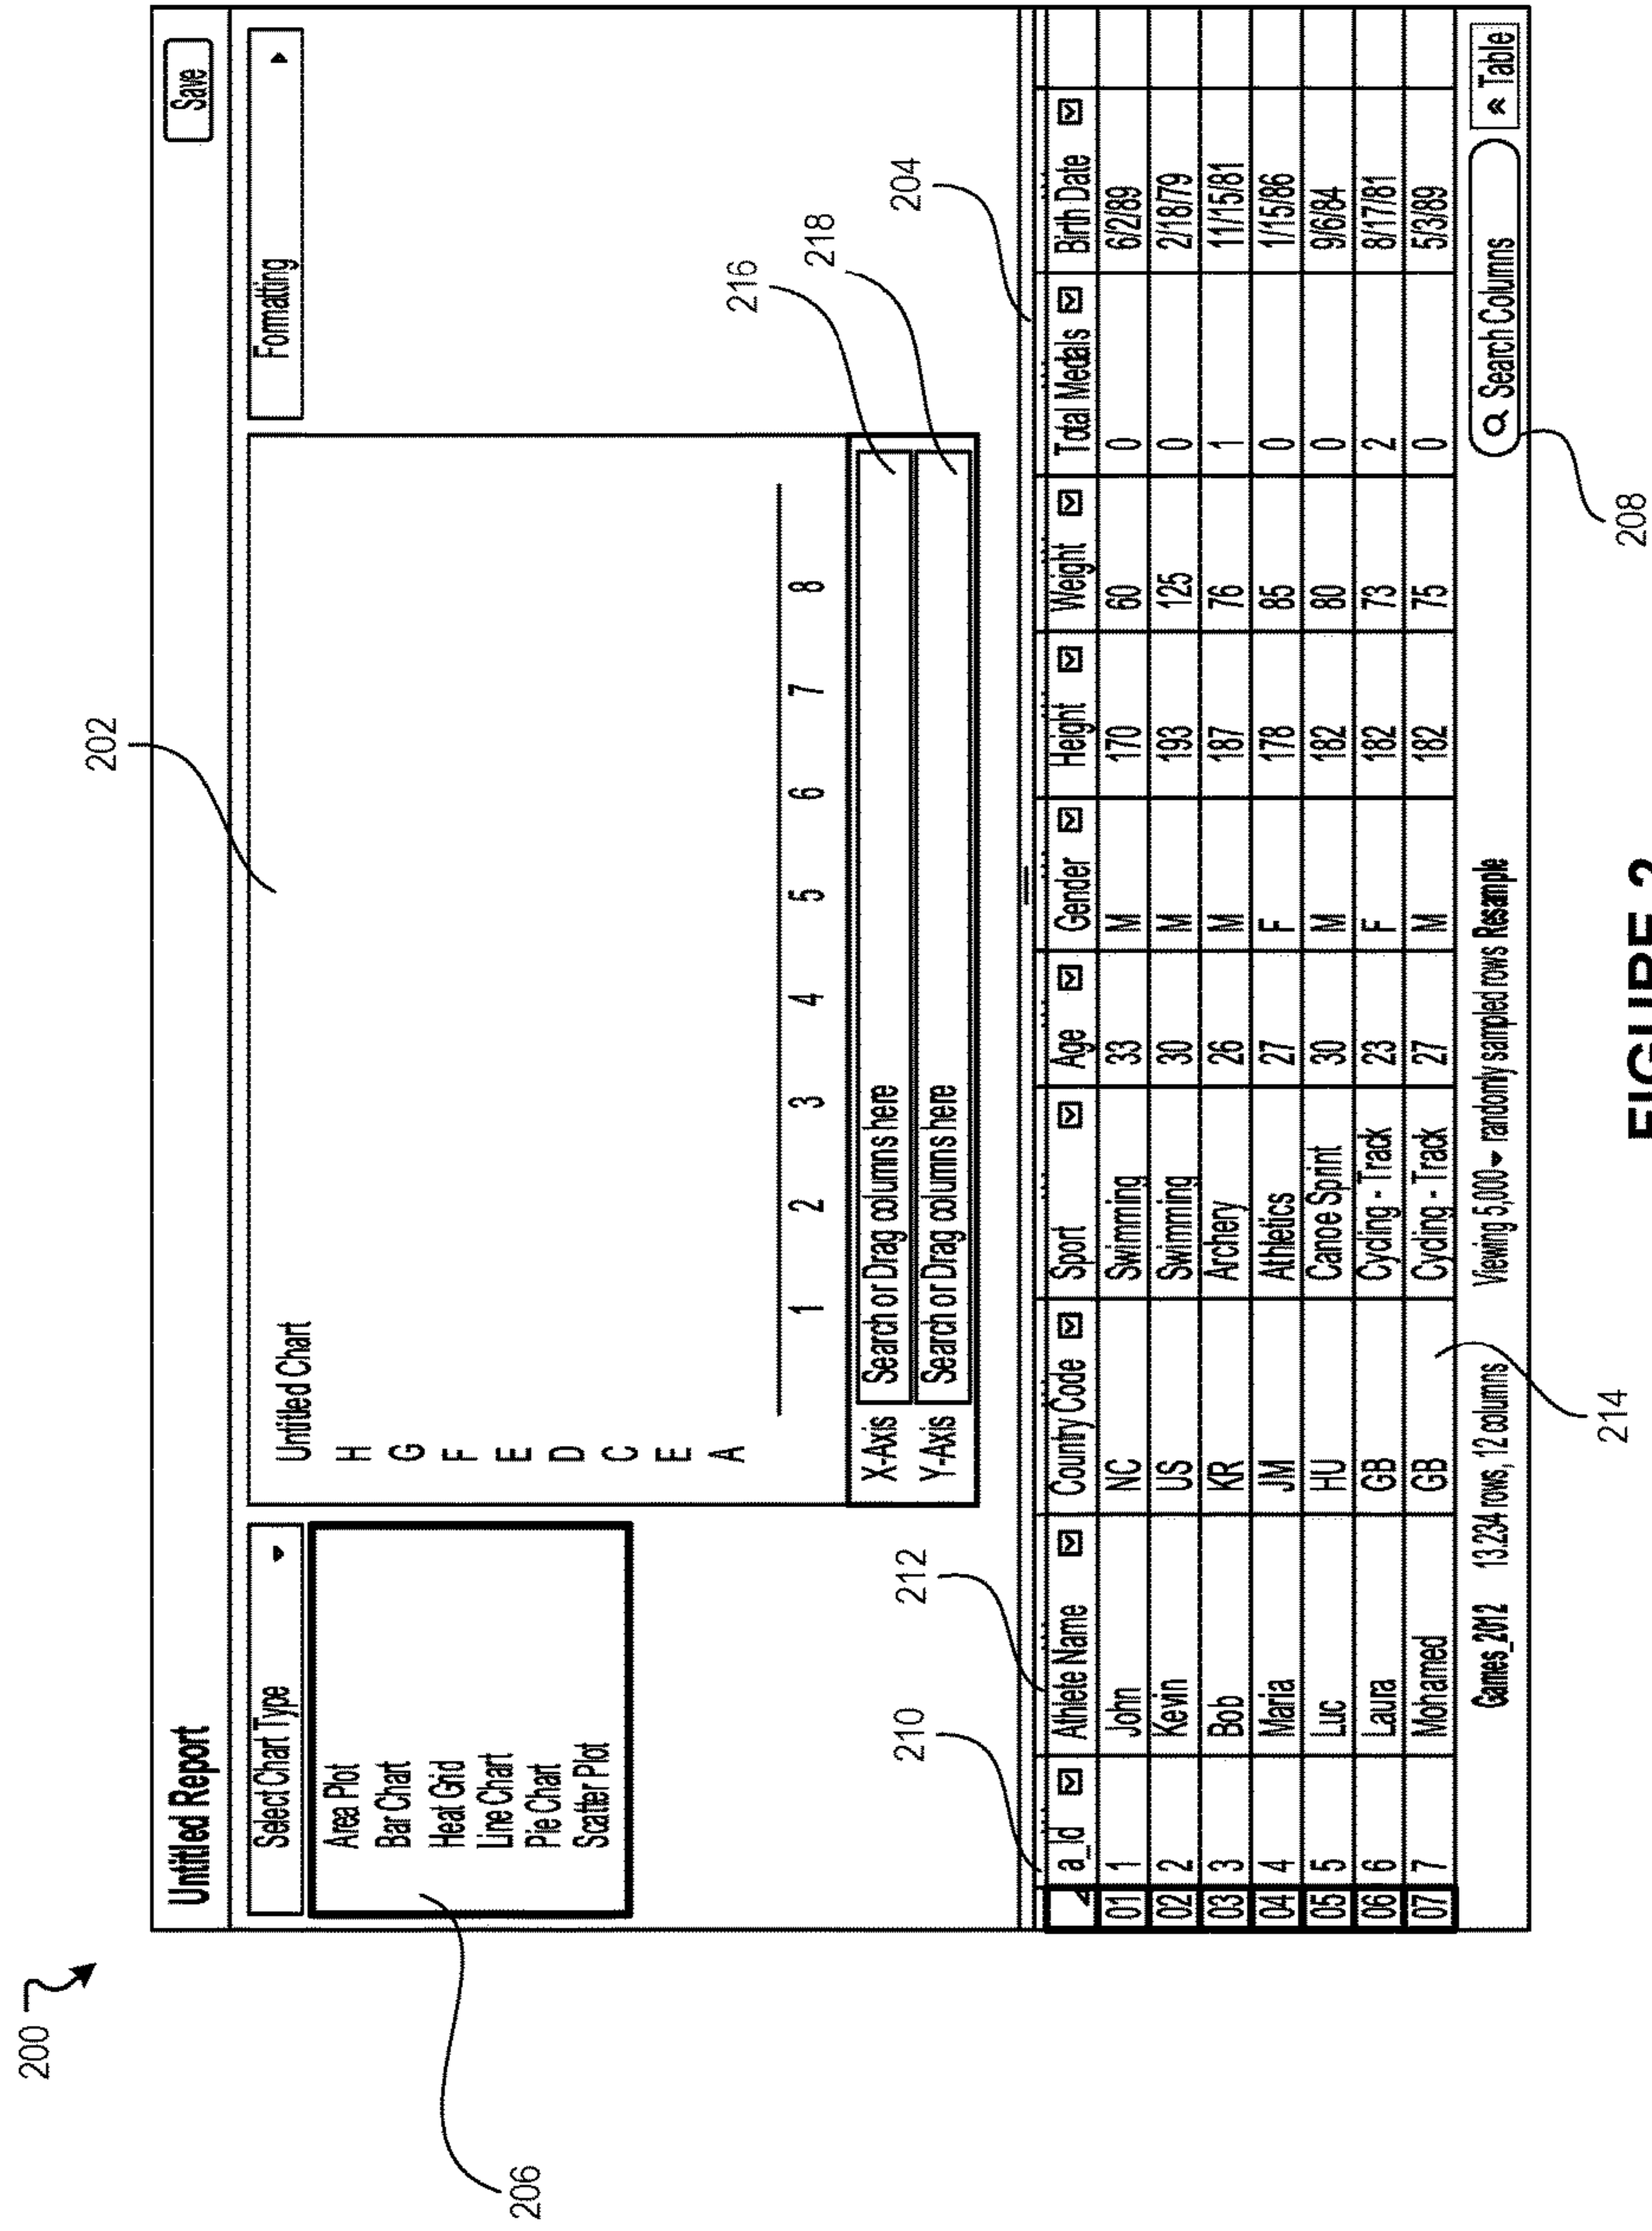 200
202
Untitled Report
Save
Select Chart Type
Formatting
Area Plot
Bar Chart
Heat Grid
Line Chart
Pie Chart
Scatter Plot
206
Untitled Chart
H
G
F
E
D
C
E
A
1 2 3 4 5 6 7 8
216
218
X-Axis Search or Drag columns here
Y-Axis Search or Drag columns here
210
212
204
a_Id Athlete Name Country Code Sport Age Gender Height Weight Total Medals Birth Date
01 1 John NC Swimming 33 M 170 60 0 6/2/89
02 2 Kevin US Swimming 30 M 193 125 0 2/18/79
03 3 Bob KR Archery 26 M 187 76 1 11/15/81
04 4 Maria JM Athletics 27 F 178 85 0 1/15/86
05 5 Luc HU Canoe Sprint 30 M 182 80 0 9/6/84
06 6 Laura GB Cycling - Track 23 F 182 73 2 8/17/81
07 7 Mohamed GB Cycling - Track 27 M 182 75 0 5/3/89
Games_2012 13.234 rows, 12 columns Viewing 5,000 randomly sampled rows Resample Search Columns Table
214
208
FIGURE 2